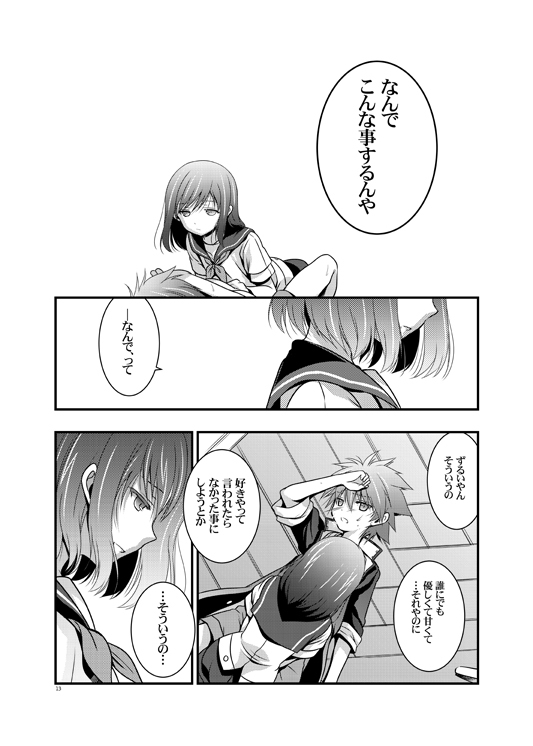 なんで
こんな事するんや
―なんで、って
ずるいやん
そういうの
誰にでも
優しくて甘くて
…それやのに
好きやって
言われたら
なかった事に
しようとか
…そういうの…
13